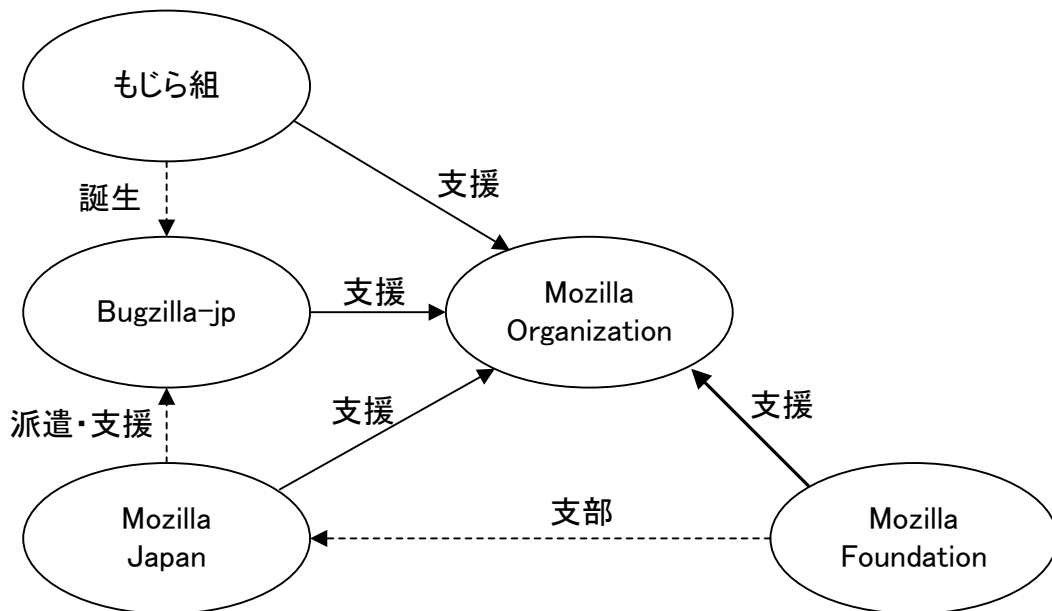 もじら組
誕生
支援
Bugzilla-jp
支援
Mozilla
Organization
派遣・支援
支援
支援
Mozilla
Japan
支部
Mozilla
Foundation